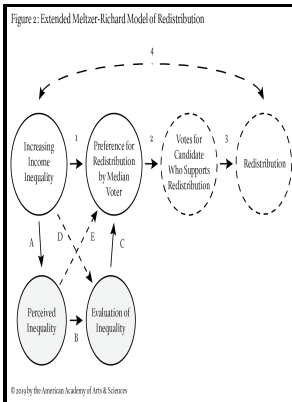 Figure 2: Extended Meltzer-Richard Model of Redistribution
4
Increasing
Income
Inequality
1
Preference for
Redistribution
by Median
Voter
2
Votes for
Candidate
Who Supports
Redistribution
3
Redistribution
A
D
E
C
Perceived
Inequality
B
Evaluation of
Inequality
© 2019 by the American Academy of Arts & Sciences